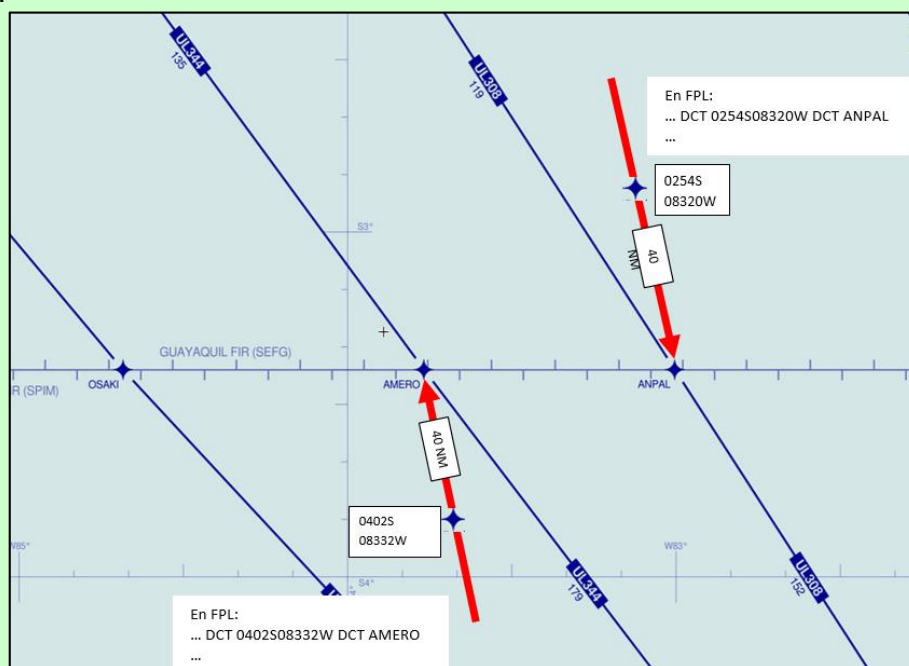 UL344
135
UL308
119
En FPL:
... DCT 0254S08320W DCT ANPAL
...
0254S
08320W
S3°
40
NM
GUAYAQUIL FIR (SEFG)
OSAKI
AMERO
ANPAL
R (SPIM)
40 NM
0402S
08332W
W85°
W83°
S4°
UL344
179
UL308
152
En FPL:
... DCT 0402S08332W DCT AMERO
...